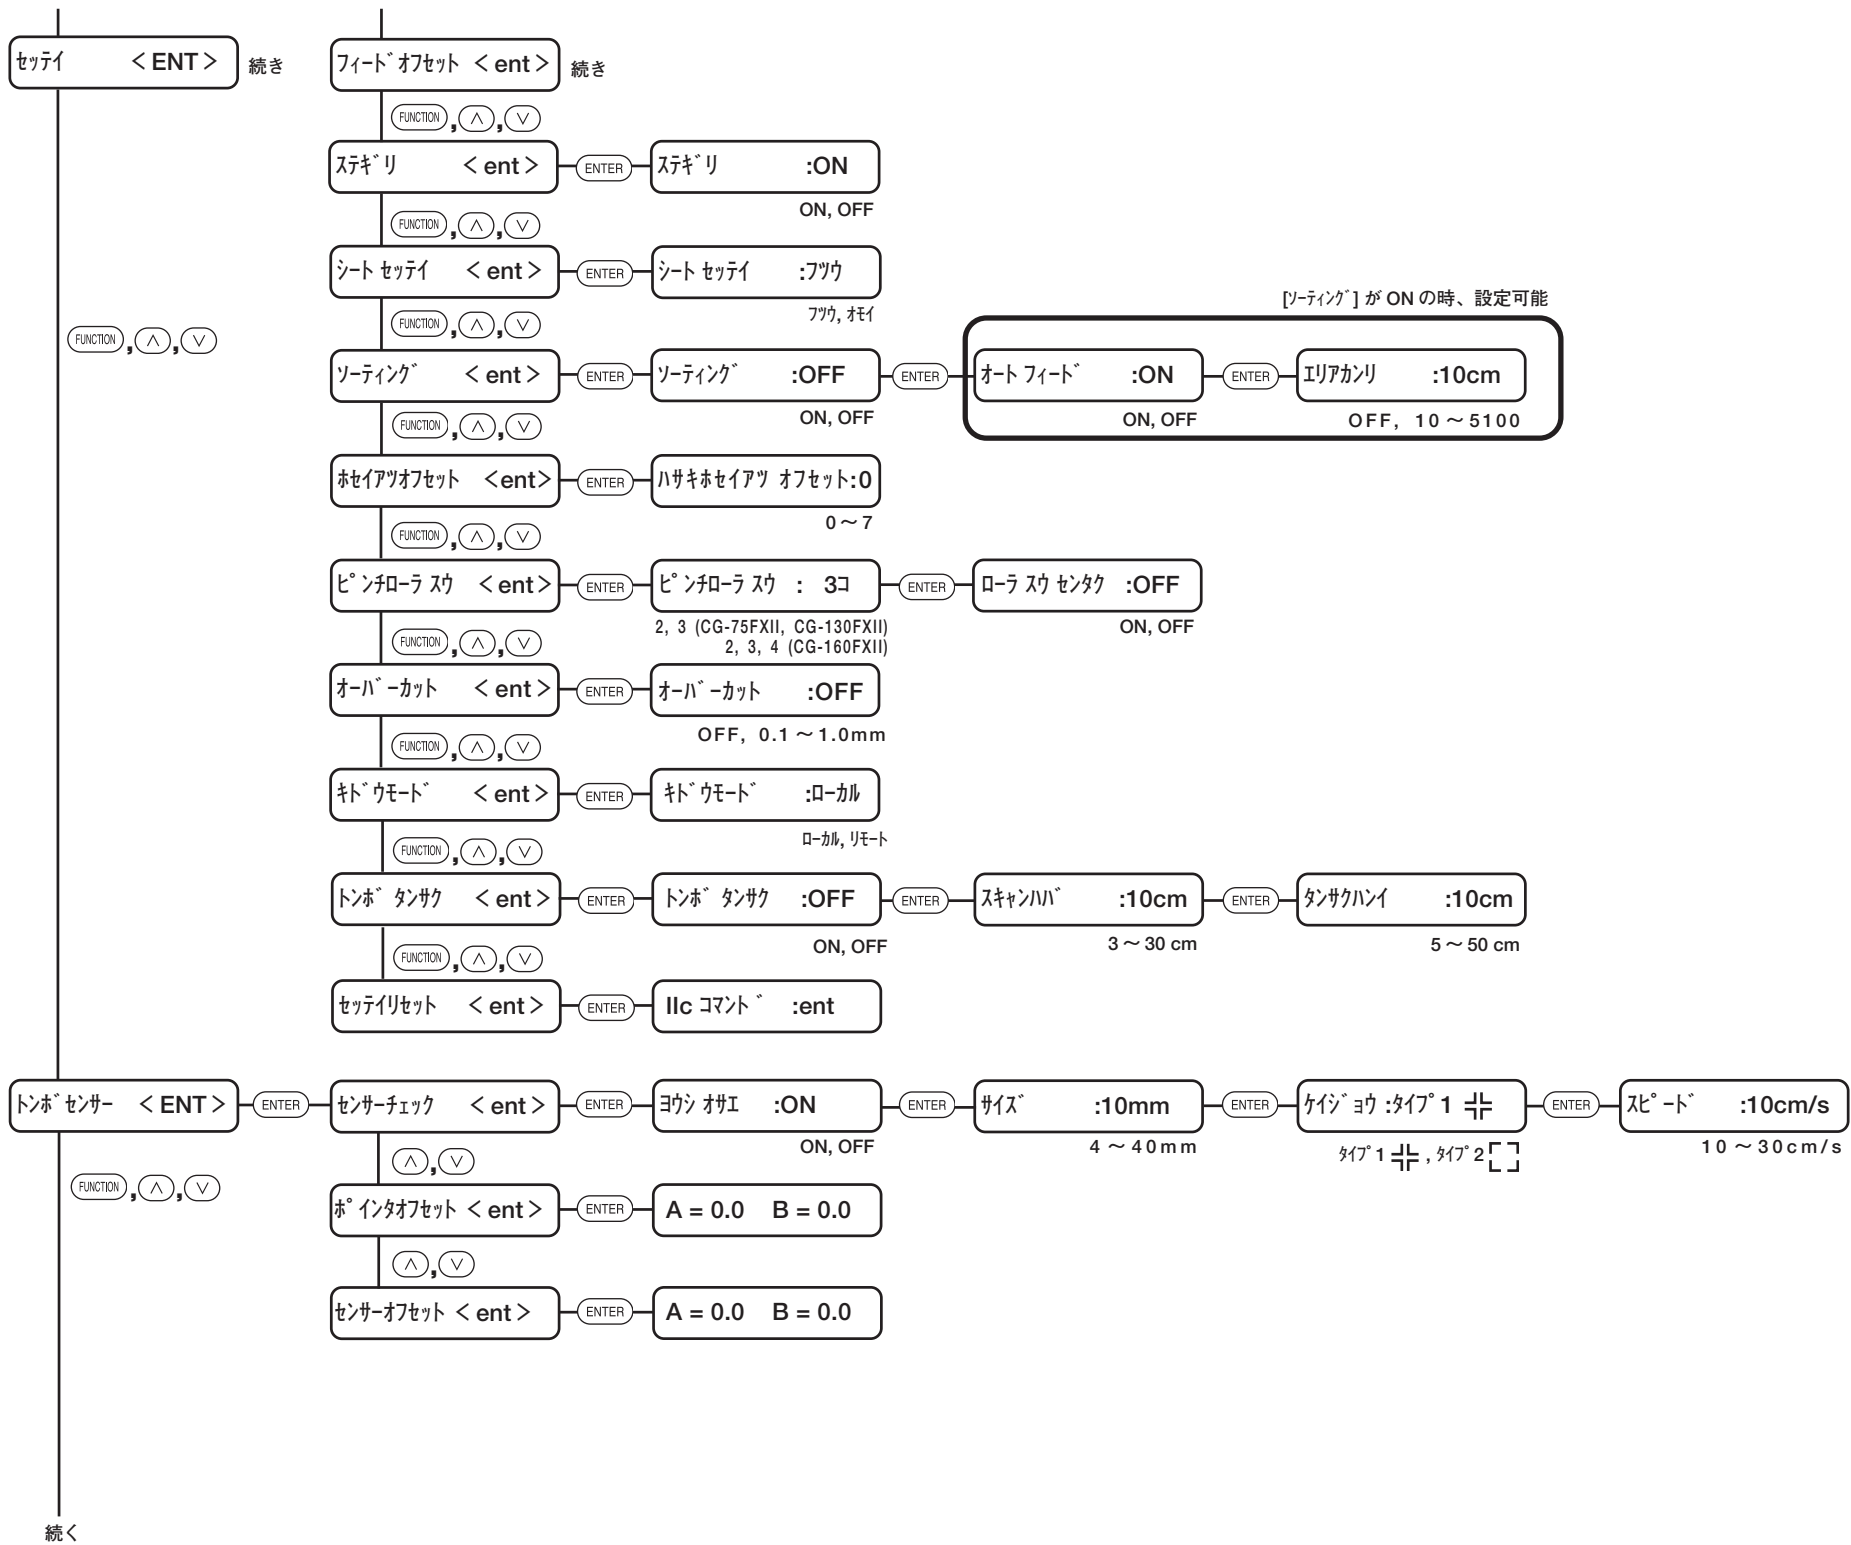 セッテイ <ENT> 続き フィード オフセット <ent> 続き
FUNCTION , ∧ , ∨
ステギリ <ent> ENTER ステギリ :ON
ON, OFF
FUNCTION , ∧ , ∨
シート セッテイ <ent> ENTER シート セッテイ :フツウ
フツウ, オモイ
[ソーティング] が ON の時、設定可能
FUNCTION , ∧ , ∨
FUNCTION , ∧ , ∨
ソーティング <ent> ENTER ソーティング :OFF ENTER オート フィード :ON ENTER エリアカンリ :10cm
ON, OFF ON, OFF OFF, 10~5100
FUNCTION , ∧ , ∨
ホセイアツオフセット <ent> ENTER ハサキホセイアツ オフセット:0
0~7
FUNCTION , ∧ , ∨
ピンチローラ スウ <ent> ENTER ピンチローラ スウ : 3コ ENTER ローラ スウ センタク :OFF
2, 3 (CG-75FXII, CG-130FXII) ON, OFF
2, 3, 4 (CG-160FXII)
FUNCTION , ∧ , ∨
オーバーカット <ent> ENTER オーバーカット :OFF
OFF, 0.1~1.0mm
FUNCTION , ∧ , ∨
キドウモード <ent> ENTER キドウモード :ローカル
ローカル, リモート
FUNCTION , ∧ , ∨
トンボ タンサク <ent> ENTER トンボ タンサク :OFF ENTER スキャンハバ :10cm ENTER タンサクハンイ :10cm
ON, OFF 3~30 cm 5~50 cm
FUNCTION , ∧ , ∨
セッテイリセット <ent> ENTER IIc コマンド :ent
トンボ センサー <ENT> ENTER センサーチェック <ent> ENTER ヨウシ オサエ :ON ENTER サイズ :10mm ENTER ケイジョウ :タイプ1 ENTER スピード :10cm/s
ON, OFF 4~40mm タイプ1 , タイプ2 10~30cm/s
∧ , ∨
FUNCTION , ∧ , ∨
ポインタオフセット <ent> ENTER A = 0.0 B = 0.0
∧ , ∨
センサーオフセット <ent> ENTER A = 0.0 B = 0.0
続く